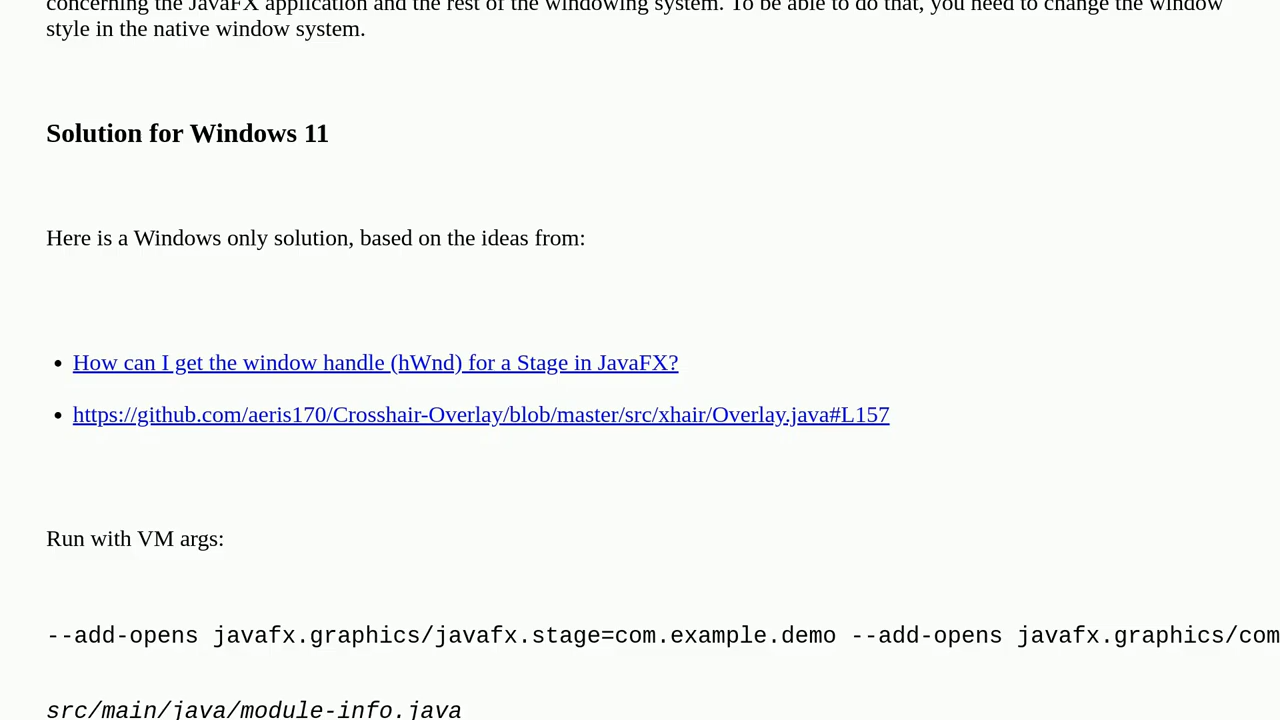 concerning the JavaFX application and the rest of the windowing system. To be able to do that, you need to change the window
style in the native window system.
Solution for Windows 11
Here is a Windows only solution, based on the ideas from:
• How can I get the window handle (hWnd) for a Stage in JavaFX?
• https://github.com/aeris170/Crosshair-Overlay/blob/master/src/xhair/Overlay.java#L157
Run with VM args:
--add-opens javafx.graphics/javafx.stage=com.example.demo --add-opens javafx.graphics/com
src/main/java/module-info.java